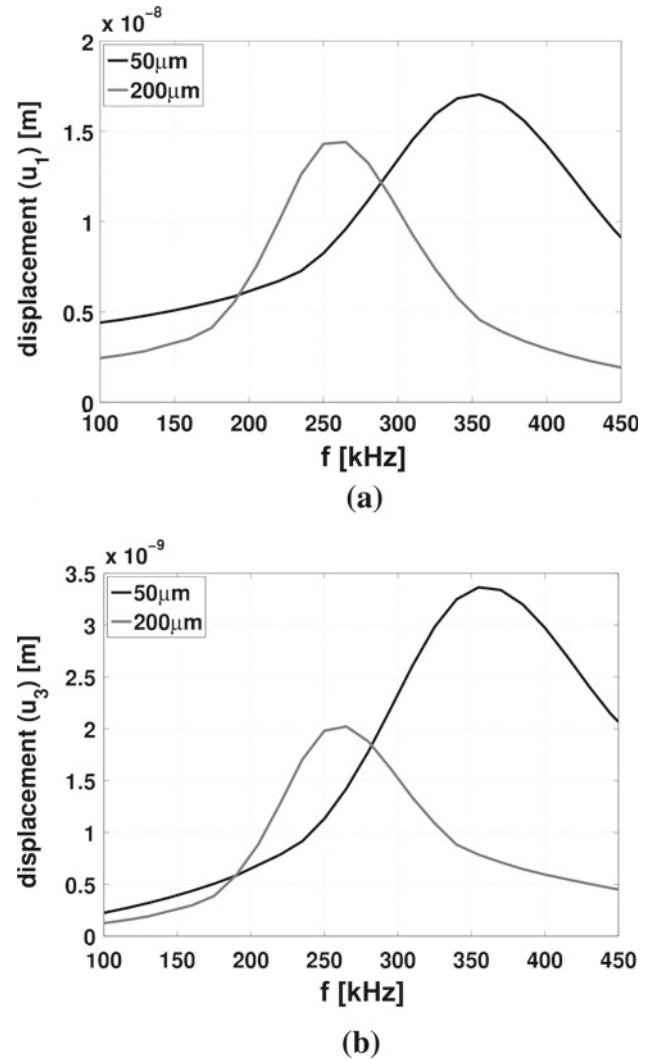 x 10⁻⁸
2
1.5
1
0.5
0
displacement (u₁) [m]
50μm
200μm
100 150 200 250 300 350 400 450
f [kHz]
(a)
x 10⁻⁹
3.5
3
2.5
2
1.5
1
0.5
0
displacement (u₃) [m]
50μm
200μm
100 150 200 250 300 350 400 450
f [kHz]
(b)